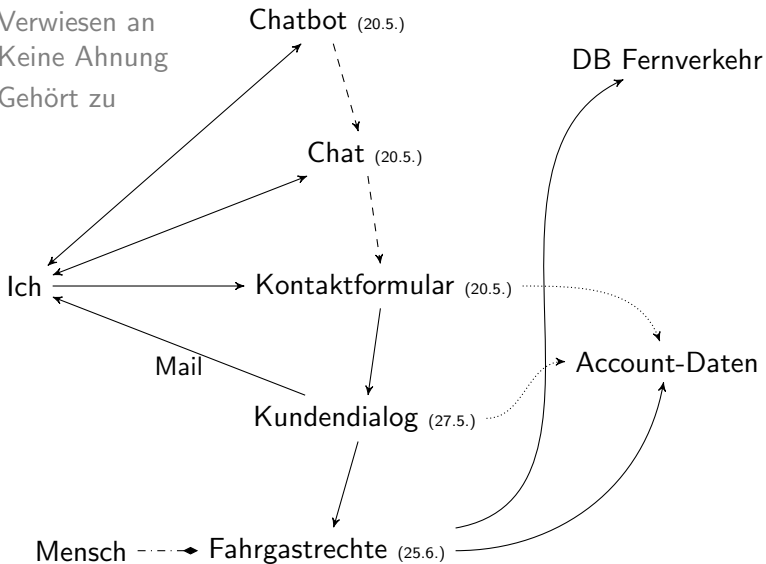 Verwiesen an
Keine Ahnung
Gehört zu
Chatbot (20.5.)
DB Fernverkehr
Chat (20.5.)
Ich
Kontaktformular (20.5.)
Mail
Account-Daten
Kundendialog (27.5.)
Mensch
Fahrgastrechte (25.6.)